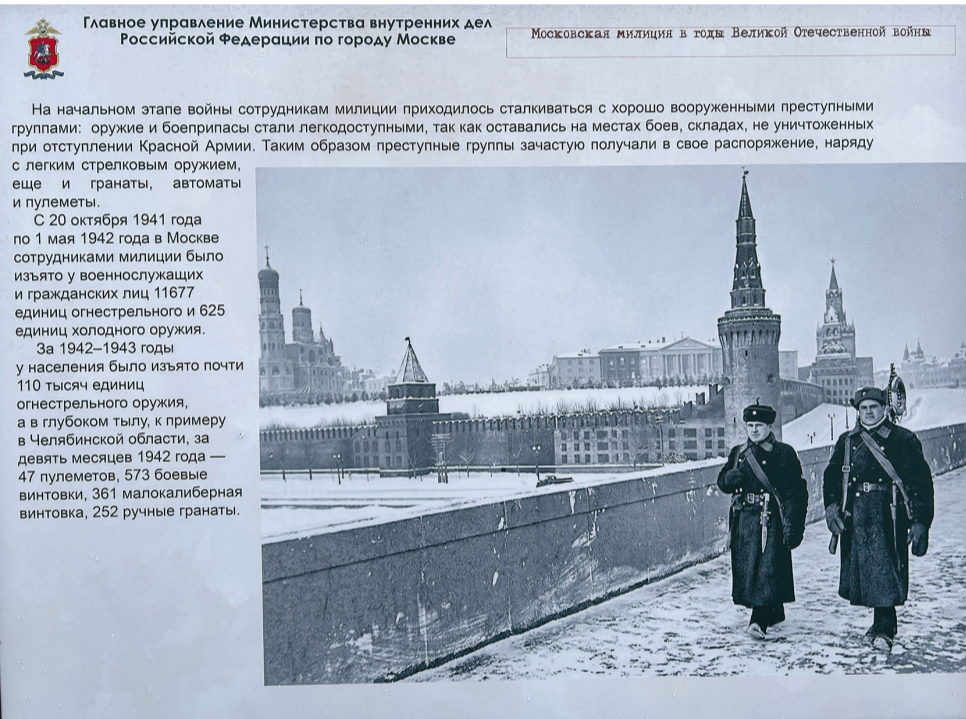 Главное управление Министерства внутренних дел
Российской Федерации по городу Москве
Московская милиция в годы Великой Отечественной войны
На начальном этапе войны сотрудникам милиции приходилось сталкиваться с хорошо вооруженными преступными
группами: оружие и боеприпасы стали легкодоступными, так как оставались на местах боев, складах, не уничтоженных
при отступлении Красной Армии. Таким образом преступные группы зачастую получали в свое распоряжение, наряду
с легким стрелковым оружием,
еще и гранаты, автоматы
и пулеметы.
С 20 октября 1941 года
по 1 мая 1942 года в Москве
сотрудниками милиции было
изъято у военнослужащих
и гражданских лиц 11677
единиц огнестрельного и 625
единиц холодного оружия.
За 1942–1943 годы
у населения было изъято почти
110 тысяч единиц
огнестрельного оружия,
а в глубоком тылу, к примеру
в Челябинской области, за
девять месяцев 1942 года —
47 пулеметов, 573 боевые
винтовки, 361 малокалиберная
винтовка, 252 ручные гранаты.